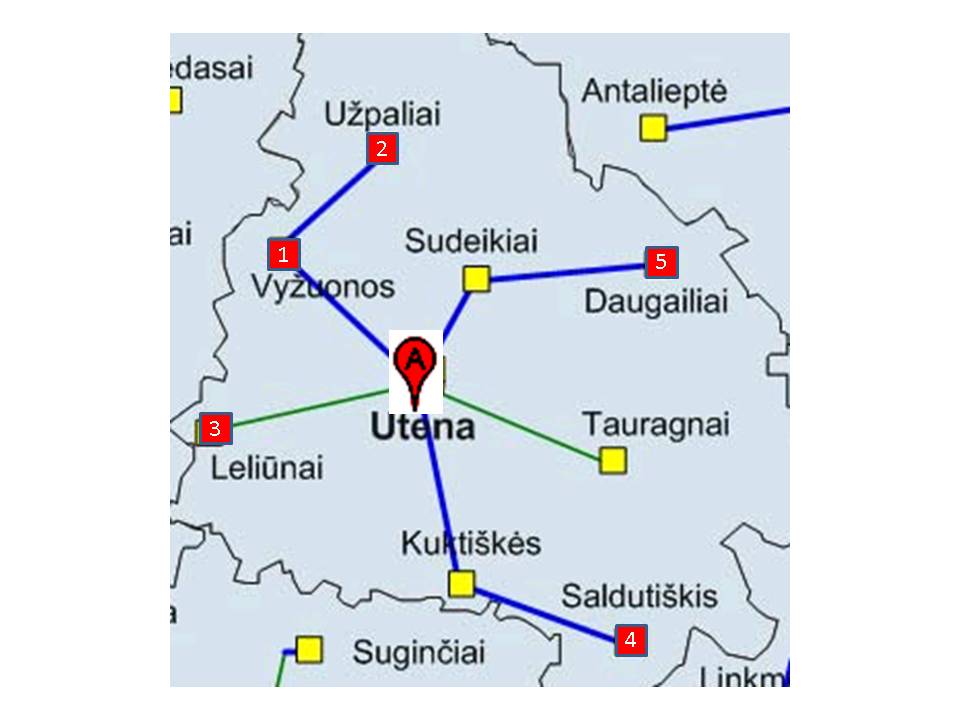 edasai
Antalieptė
Užpaliai
2
ai
Sudeikiai
1
5
Vyžuonos
Daugailiai
A
Utena
Tauragnai
3
Leliūnai
Kuktiškės
Saldutiškis
a
4
Suginčiai
Linkm